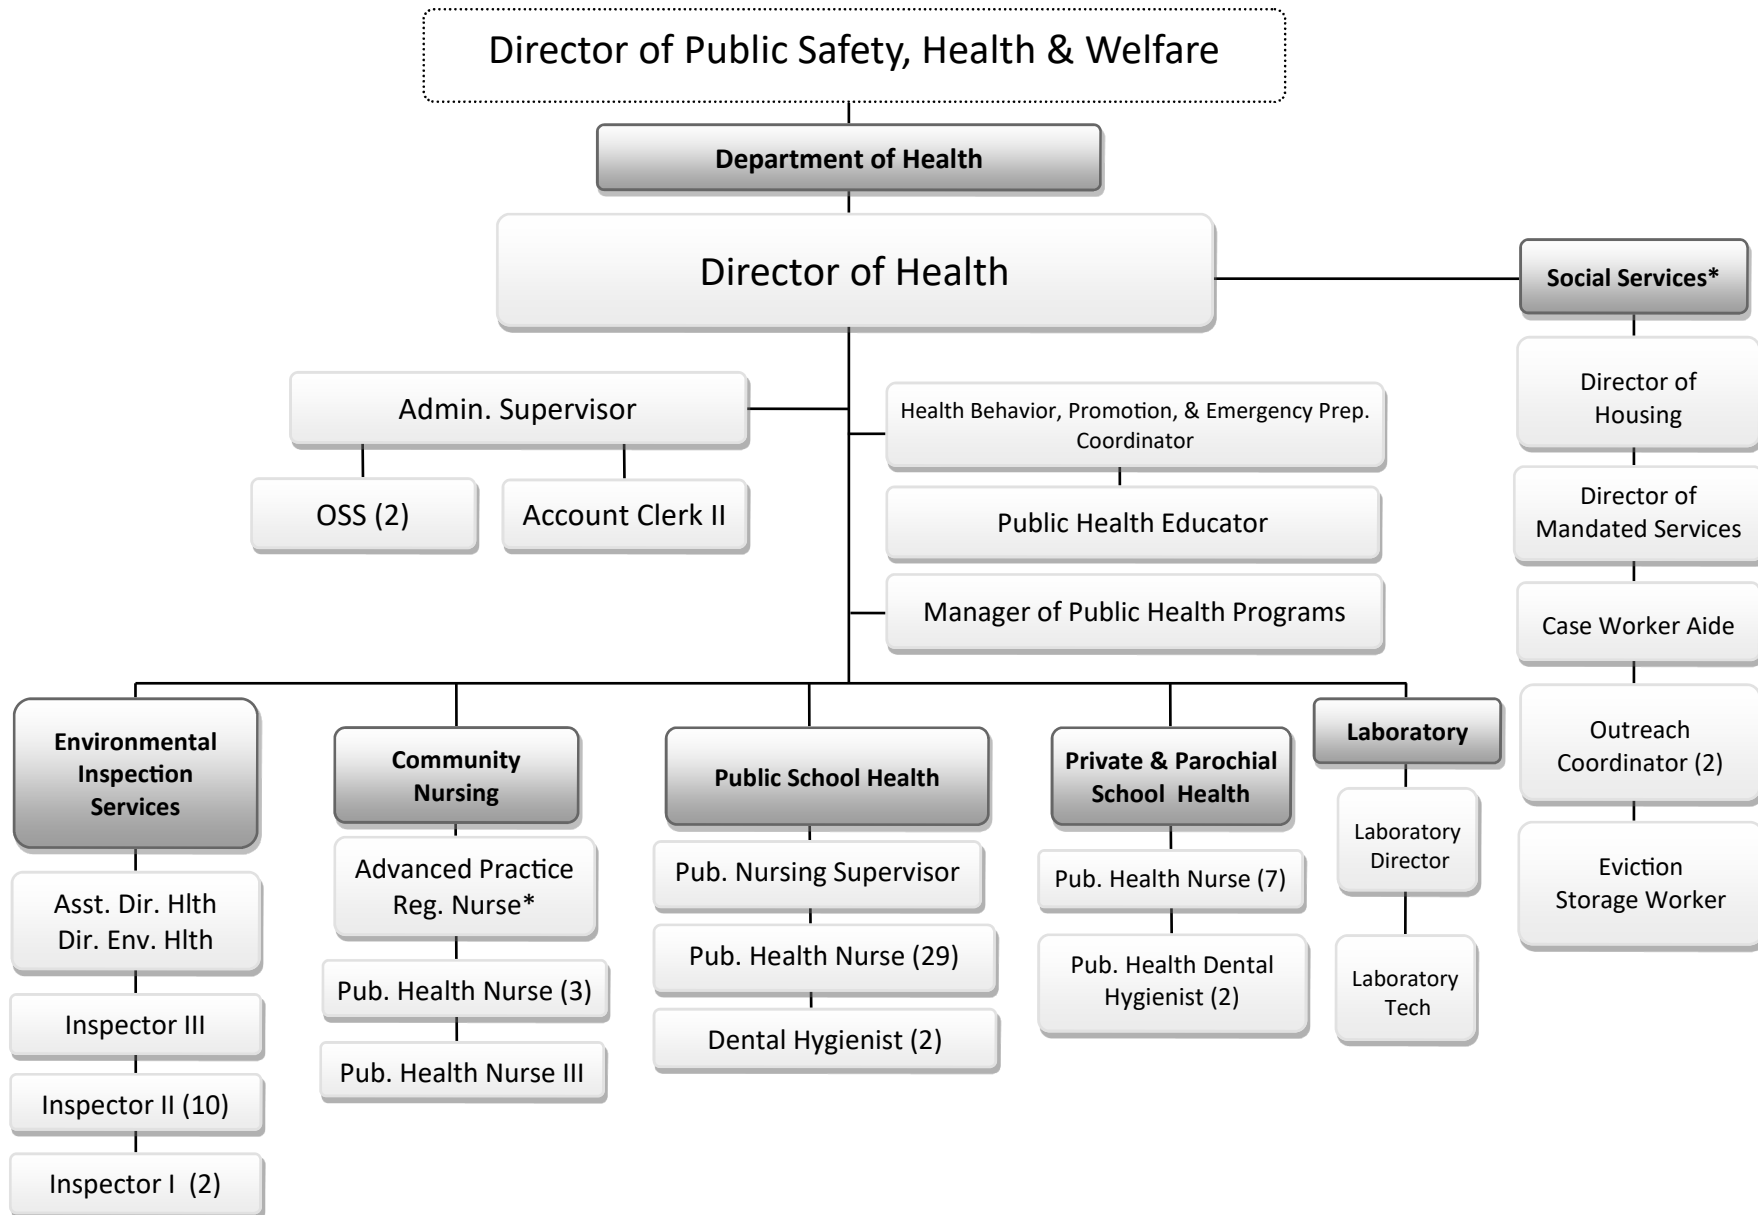 Director of Public Safety, Health & Welfare
Department of Health
Director of Health
Social Services*
Director of
Housing
Director of
Mandated Services
Case Worker Aide
Outreach
Coordinator (2)
Eviction
Storage Worker
Admin. Supervisor
OSS (2)
Account Clerk II
Health Behavior, Promotion, & Emergency Prep.
Coordinator
Public Health Educator
Manager of Public Health Programs
Environmental
Inspection
Services
Asst. Dir. Hlth
Dir. Env. Hlth
Inspector III
Inspector II (10)
Inspector I  (2)
Community
Nursing
Advanced Practice
Reg. Nurse*
Pub. Health Nurse (3)
Pub. Health Nurse III
Public School Health
Pub. Nursing Supervisor
Pub. Health Nurse (29)
Dental Hygienist (2)
Private & Parochial
School  Health
Pub. Health Nurse (7)
Pub. Health Dental
Hygienist (2)
Laboratory
Laboratory
Director
Laboratory
Tech